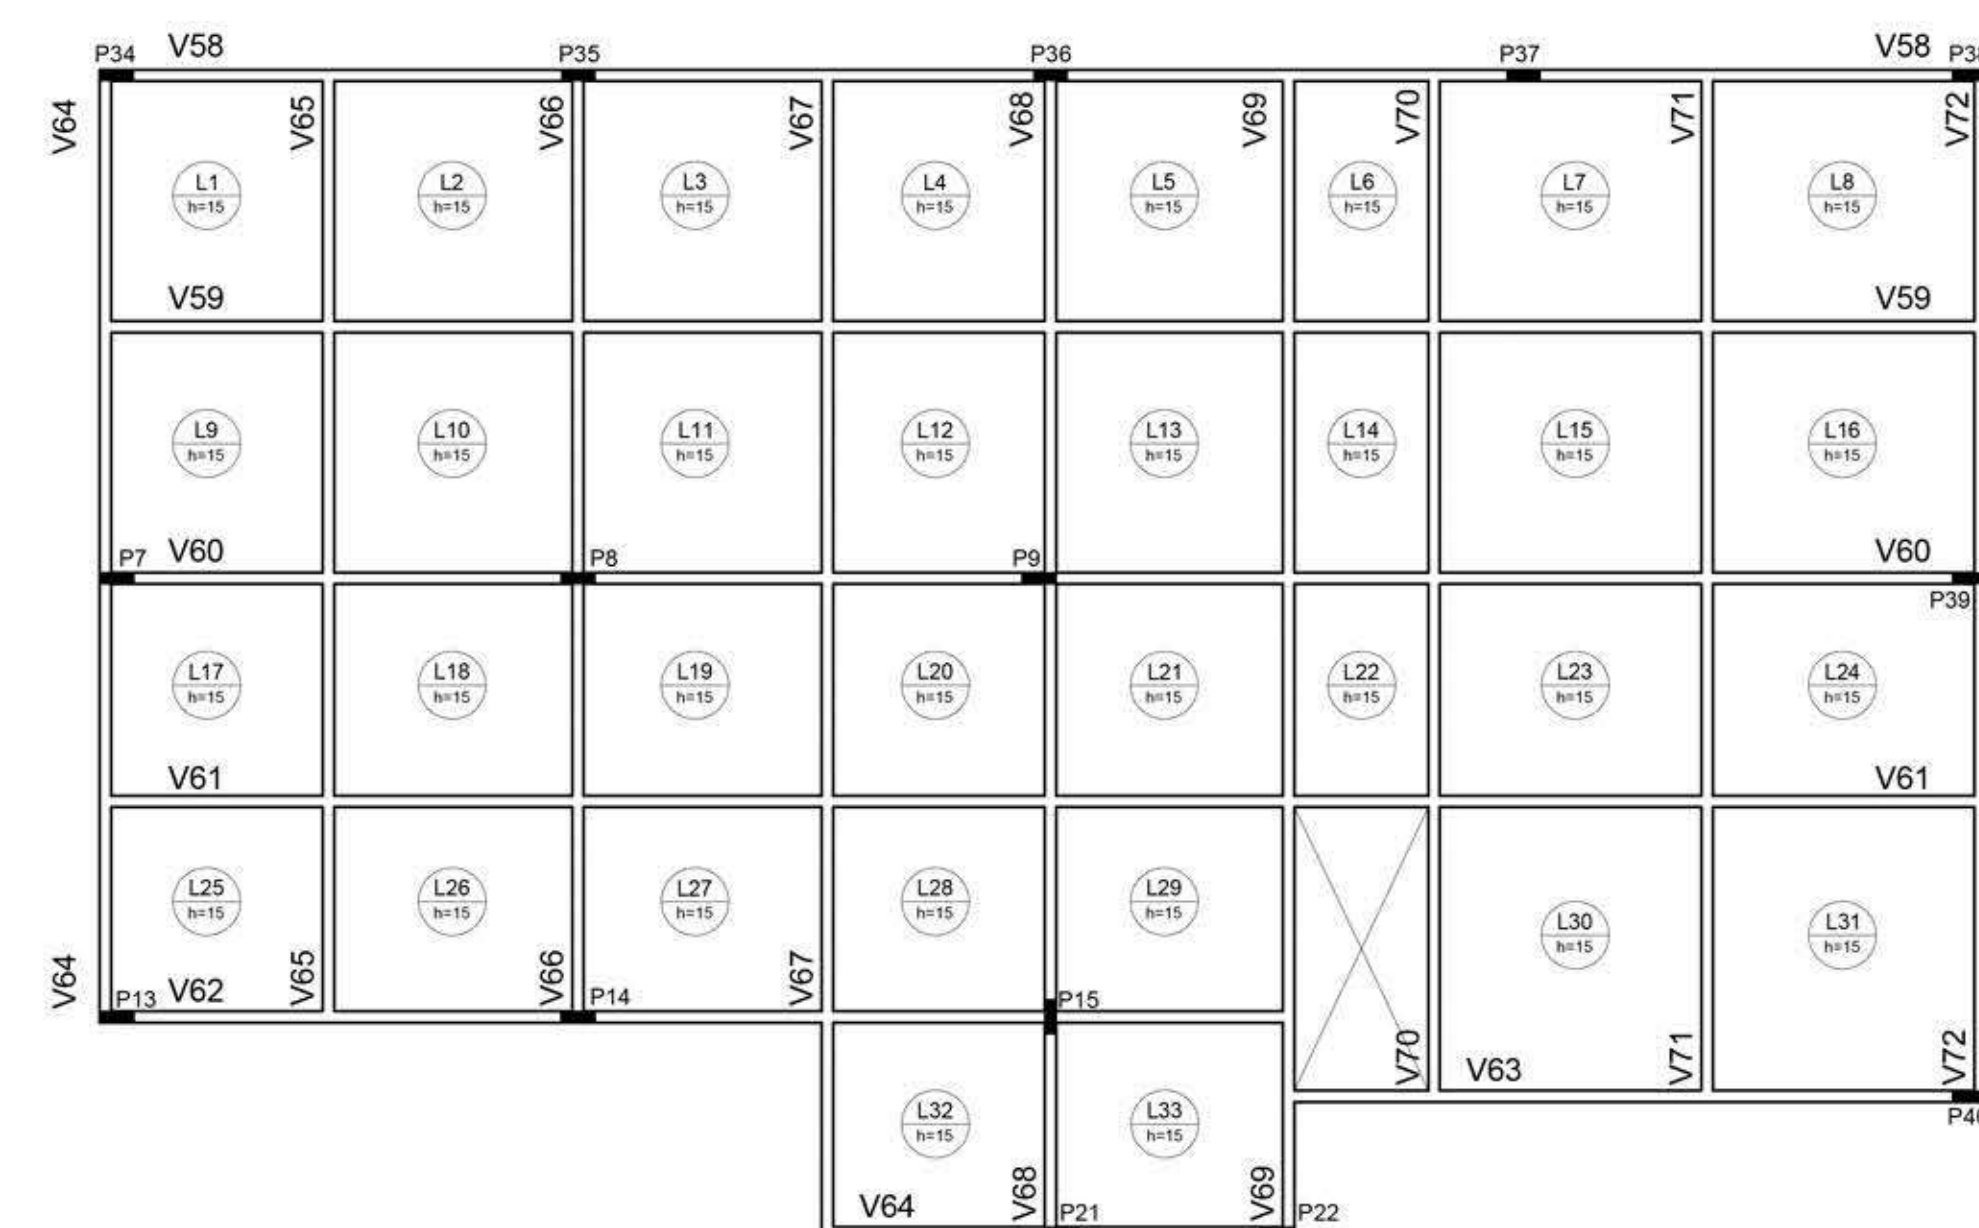 P34 V58 P35 P36 P37 V58 P38
V64 V65 V66 V67 V68 V69 V70 V71 V72
L1 L2 L3 L4 L5 L6 L7 L8
h=15 h=15 h=15 h=15 h=15 h=15 h=15 h=15
V59 V59
L9 L10 L11 L12 L13 L14 L15 L16
h=15 h=15 h=15 h=15 h=15 h=15 h=15 h=15
P7 V60 P8 P9 V60
P39
L17 L18 L19 L20 L21 L22 L23 L24
h=15 h=15 h=15 h=15 h=15 h=15 h=15 h=15
V61 V61
L25 L26 L27 L28 L29
h=15 h=15 h=15 h=15 h=15
L30 L31
h=15 h=15
V64 V65 V66 V67
P13 V62 P14 P15
V70 V63 V71 V72
L32 L33
h=15 h=15
P40
V64 V68 P21 V69 P22